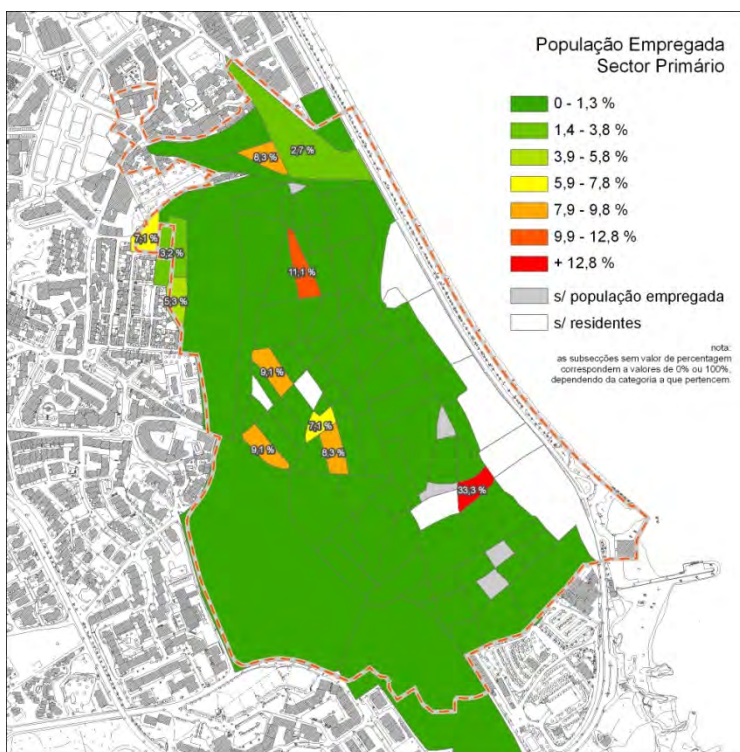 População Empregada
Sector Primário
0 - 1,3 %
1,4 - 3,8 %
3,9 - 5,8 %
5,9 - 7,8 %
7,9 - 9,8 %
9,9 - 12,8 %
+ 12,8 %
s/ população empregada
s/ residentes
nota:
as subsecções sem valor de percentagem
correspondem a valores de 0% ou 100%,
dependendo da categoria a que pertencem.
2,7 %
8,3 %
7,1 %
3,2 %
11,1 %
5,3 %
9,1 %
7,1 %
9,1 %
8,3 %
33,3 %